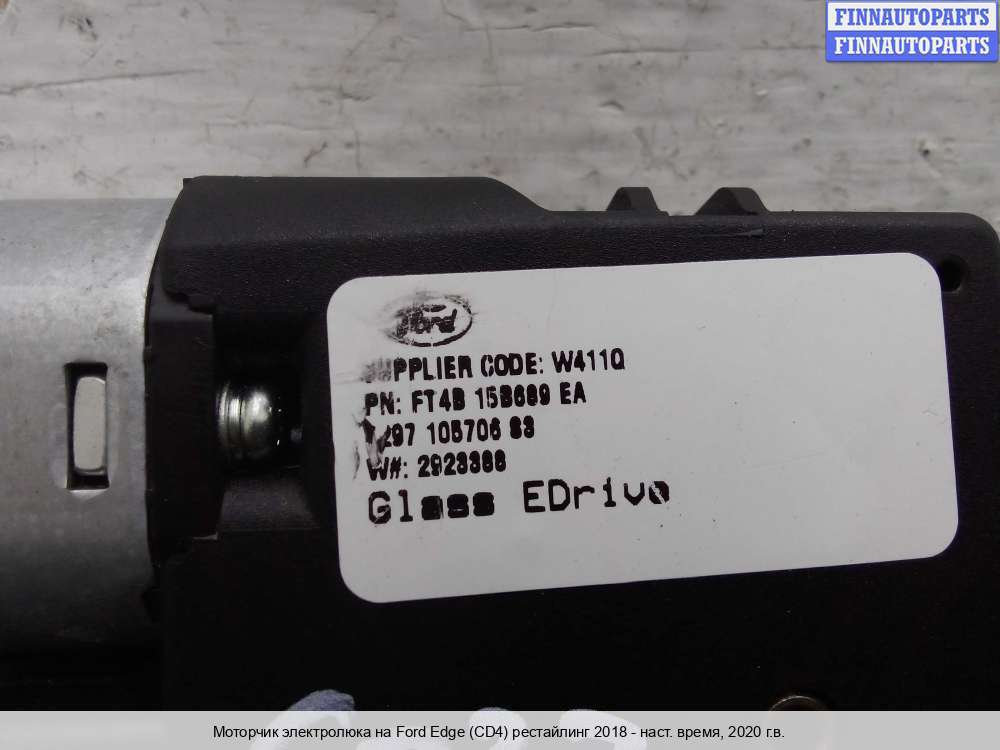 FINNAUTOPARTS
FINNAUTOPARTS
Ford
SUPPLIER CODE: W411Q
PN: FT4B 15B689 EA
105706
W#:
Glass EDrive
Моторчик электролюка на Ford Edge (CD4) рестайлинг 2018 - наст. время, 2020 г.в.